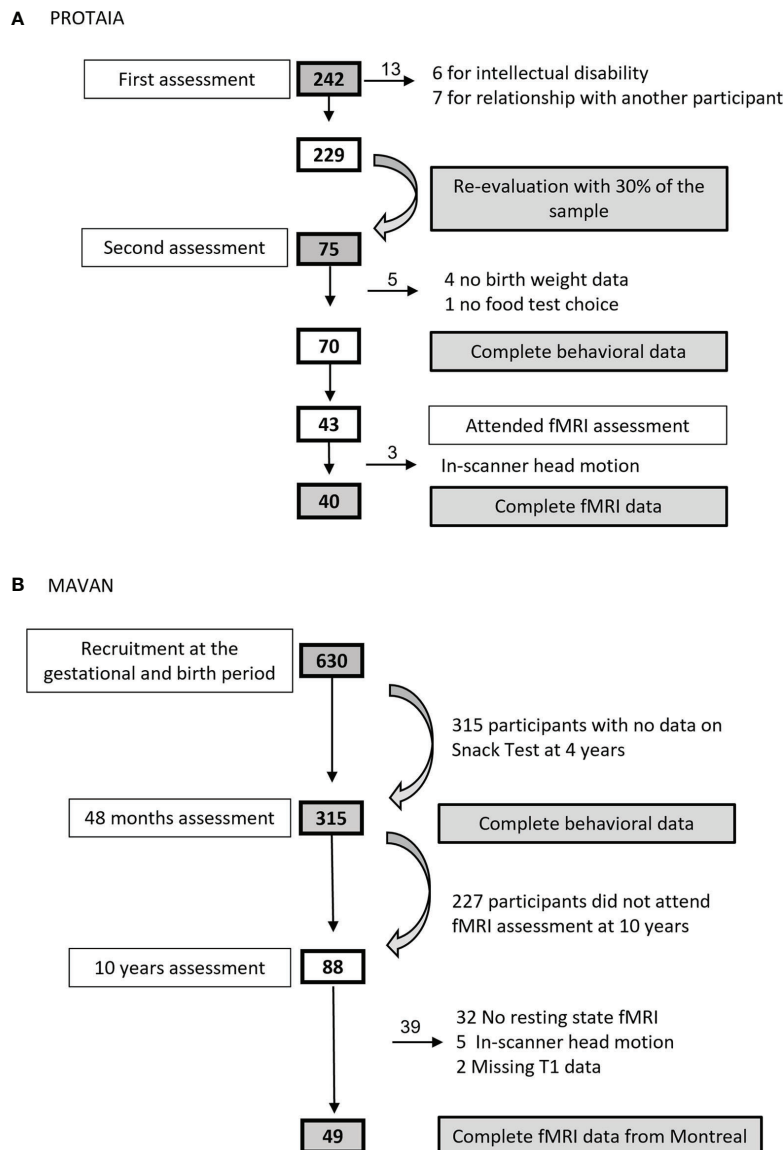 A PROTAIA
First assessment
242
13
6 for intellectual disability
7 for relationship with another participant
229
Re-evaluation with 30% of the
sample
Second assessment
75
5
4 no birth weight data
1 no food test choice
70
Complete behavioral data
43
Attended fMRI assessment
3
In-scanner head motion
40
Complete fMRI data
B MAVAN
Recruitment at the
gestational and birth period
630
315 participants with no data on
Snack Test at 4 years
48 months assessment
315
Complete behavioral data
227 participants did not attend
fMRI assessment at 10 years
10 years assessment
88
39
32 No resting state fMRI
5 In-scanner head motion
2 Missing T1 data
49
Complete fMRI data from Montreal